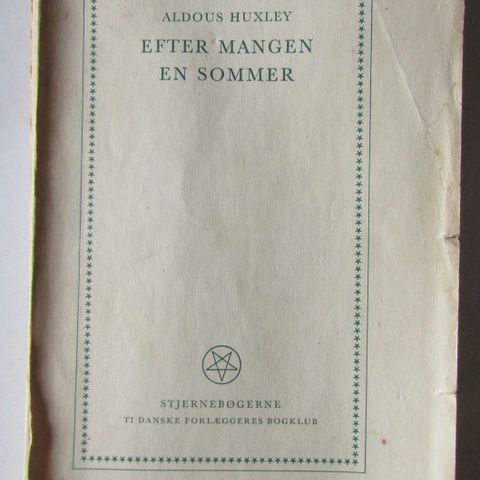 ALDOUS HUXLEY
EFTER MANGEN
EN SOMMER
STJERNEBØGERNE
TI DANSKE FORLÆGGERES BOGKLUB